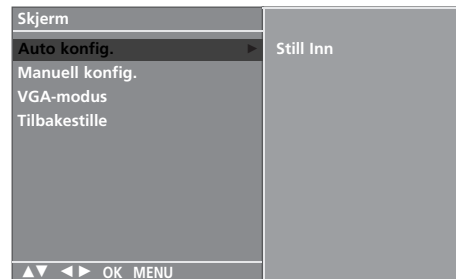 Skjerm
Auto konfig. ►
Still Inn
Manuell konfig.
VGA-modus
Tilbakestille
▲▼ ◄► OK MENU